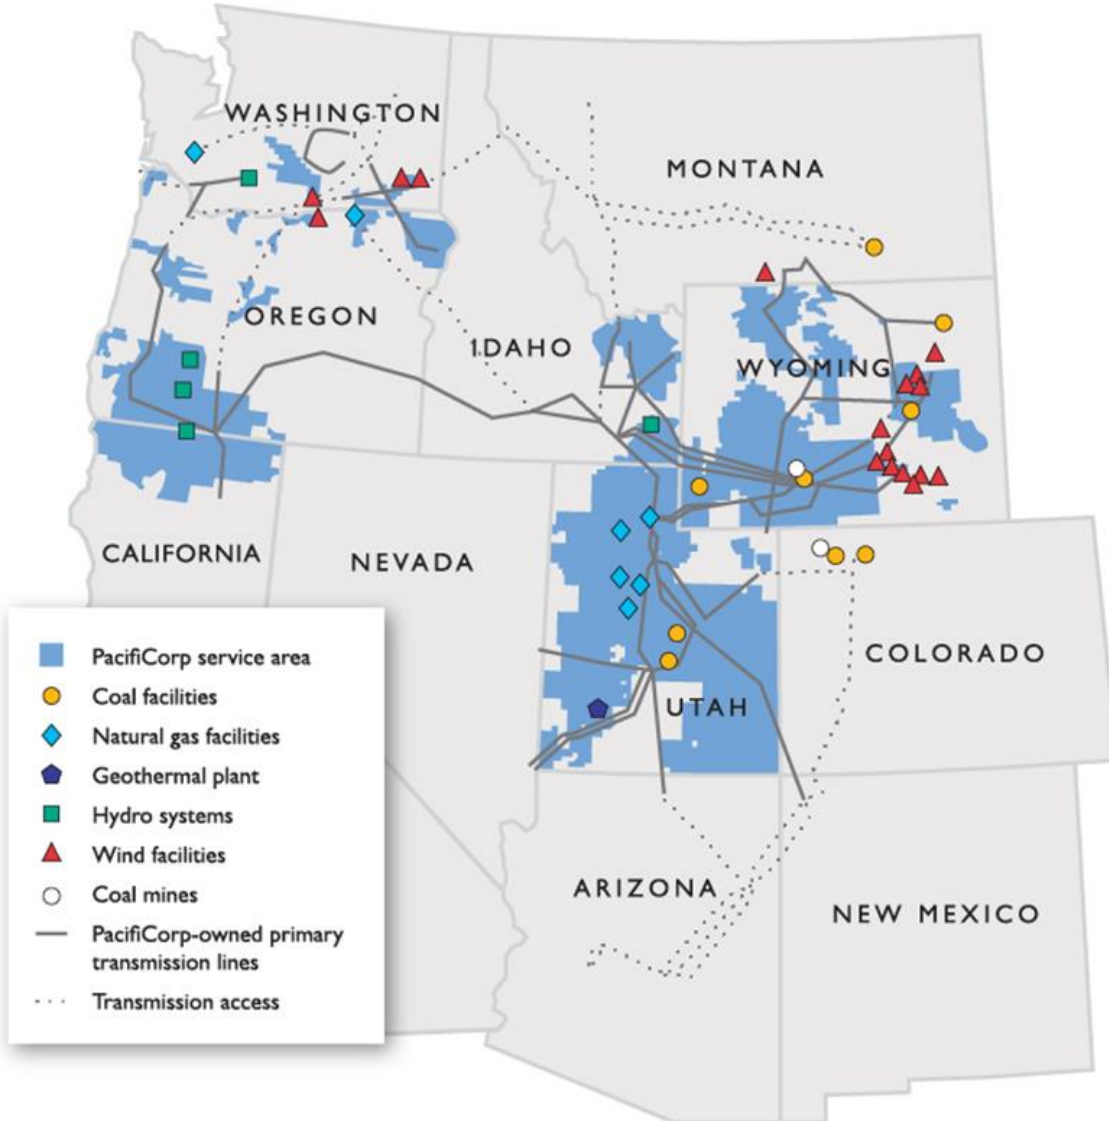 WASHINGTON
MONTANA
OREGON
IDAHO
WYOMING
CALIFORNIA
NEVADA
UTAH
COLORADO
ARIZONA
NEW MEXICO
PacifiCorp service area
Coal facilities
Natural gas facilities
Geothermal plant
Hydro systems
Wind facilities
Coal mines
PacifiCorp-owned primary
transmission lines
Transmission access